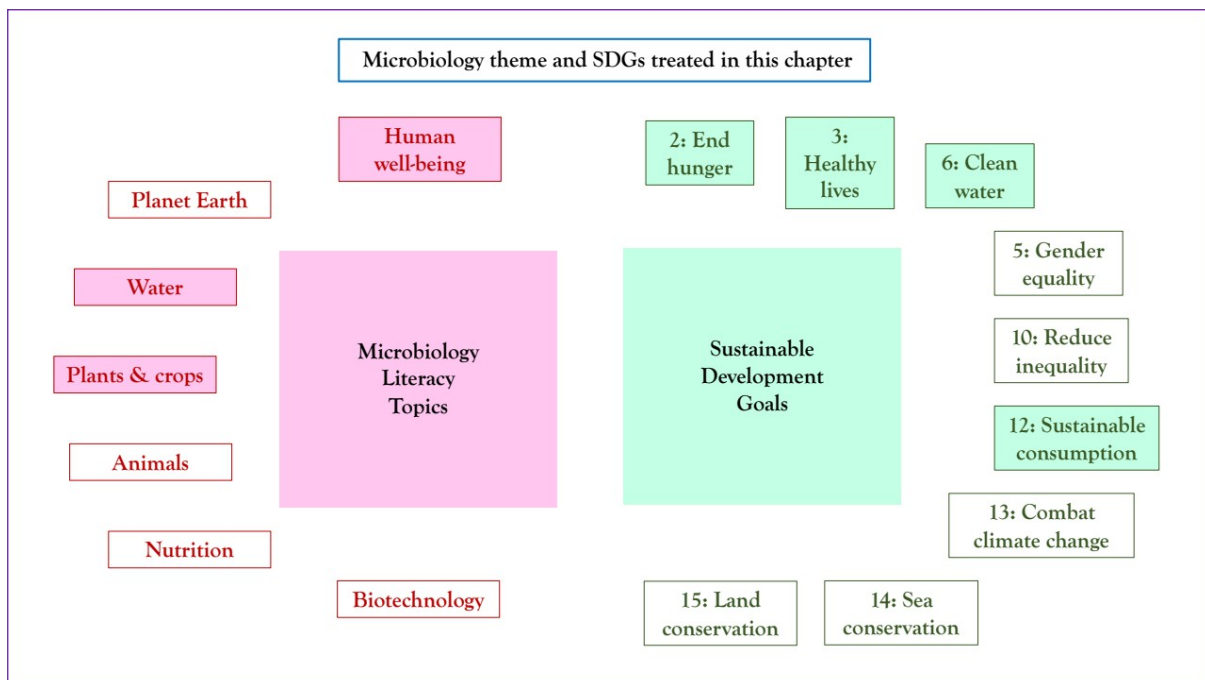 Microbiology theme and SDGs treated in this chapter
Human
well-being
Planet Earth
Water
Plants & crops
Animals
Nutrition
Biotechnology
Microbiology
Literacy
Topics
Sustainable
Development
Goals
2: End
hunger
3:
Healthy
lives
6: Clean
water
5: Gender
equality
10: Reduce
inequality
12: Sustainable
consumption
13: Combat
climate change
14: Sea
conservation
15: Land
conservation